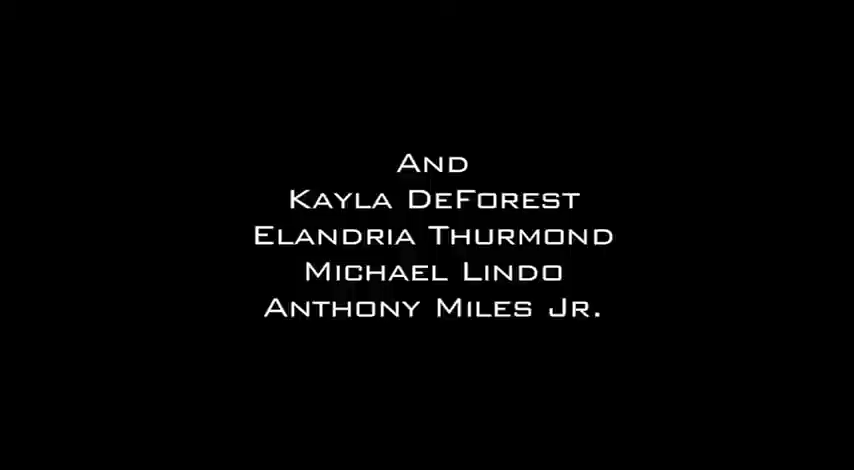 And
Kayla DeForest
Elandria Thurmond
Michael Lindo
Anthony Miles Jr.